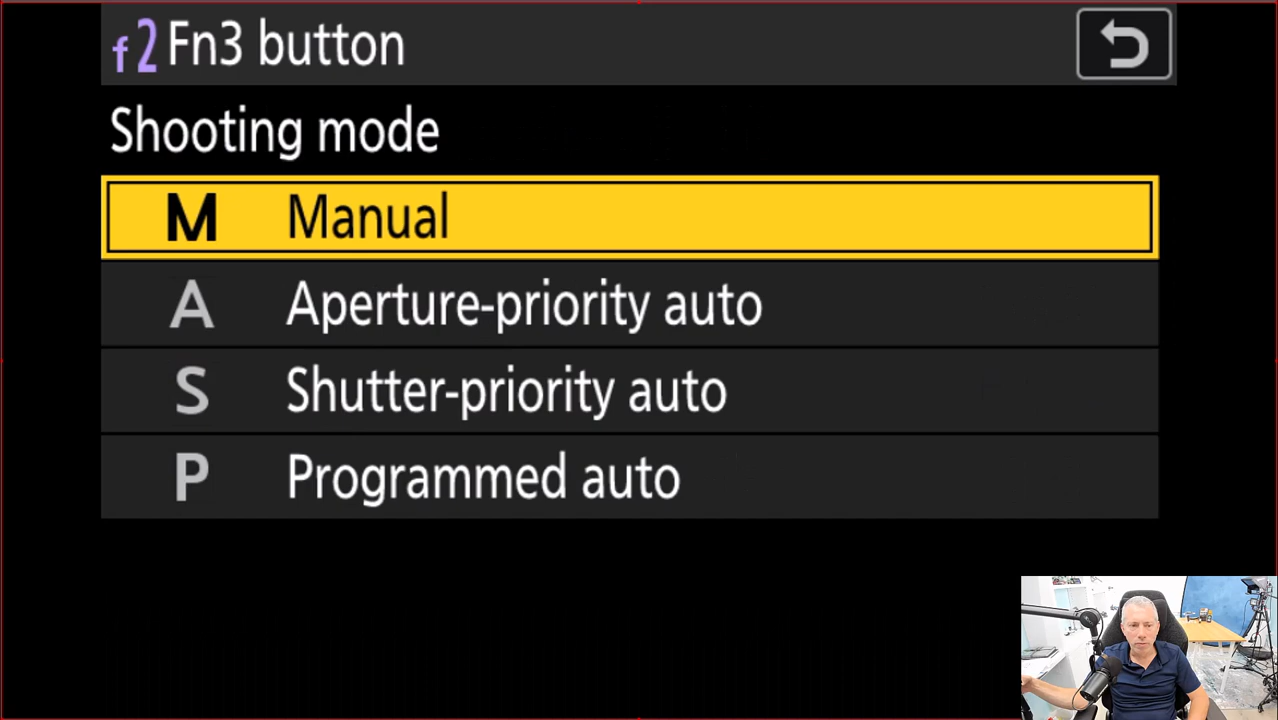 f2 Fn3 button
Shooting mode
M Manual
A Aperture-priority auto
S Shutter-priority auto
P Programmed auto